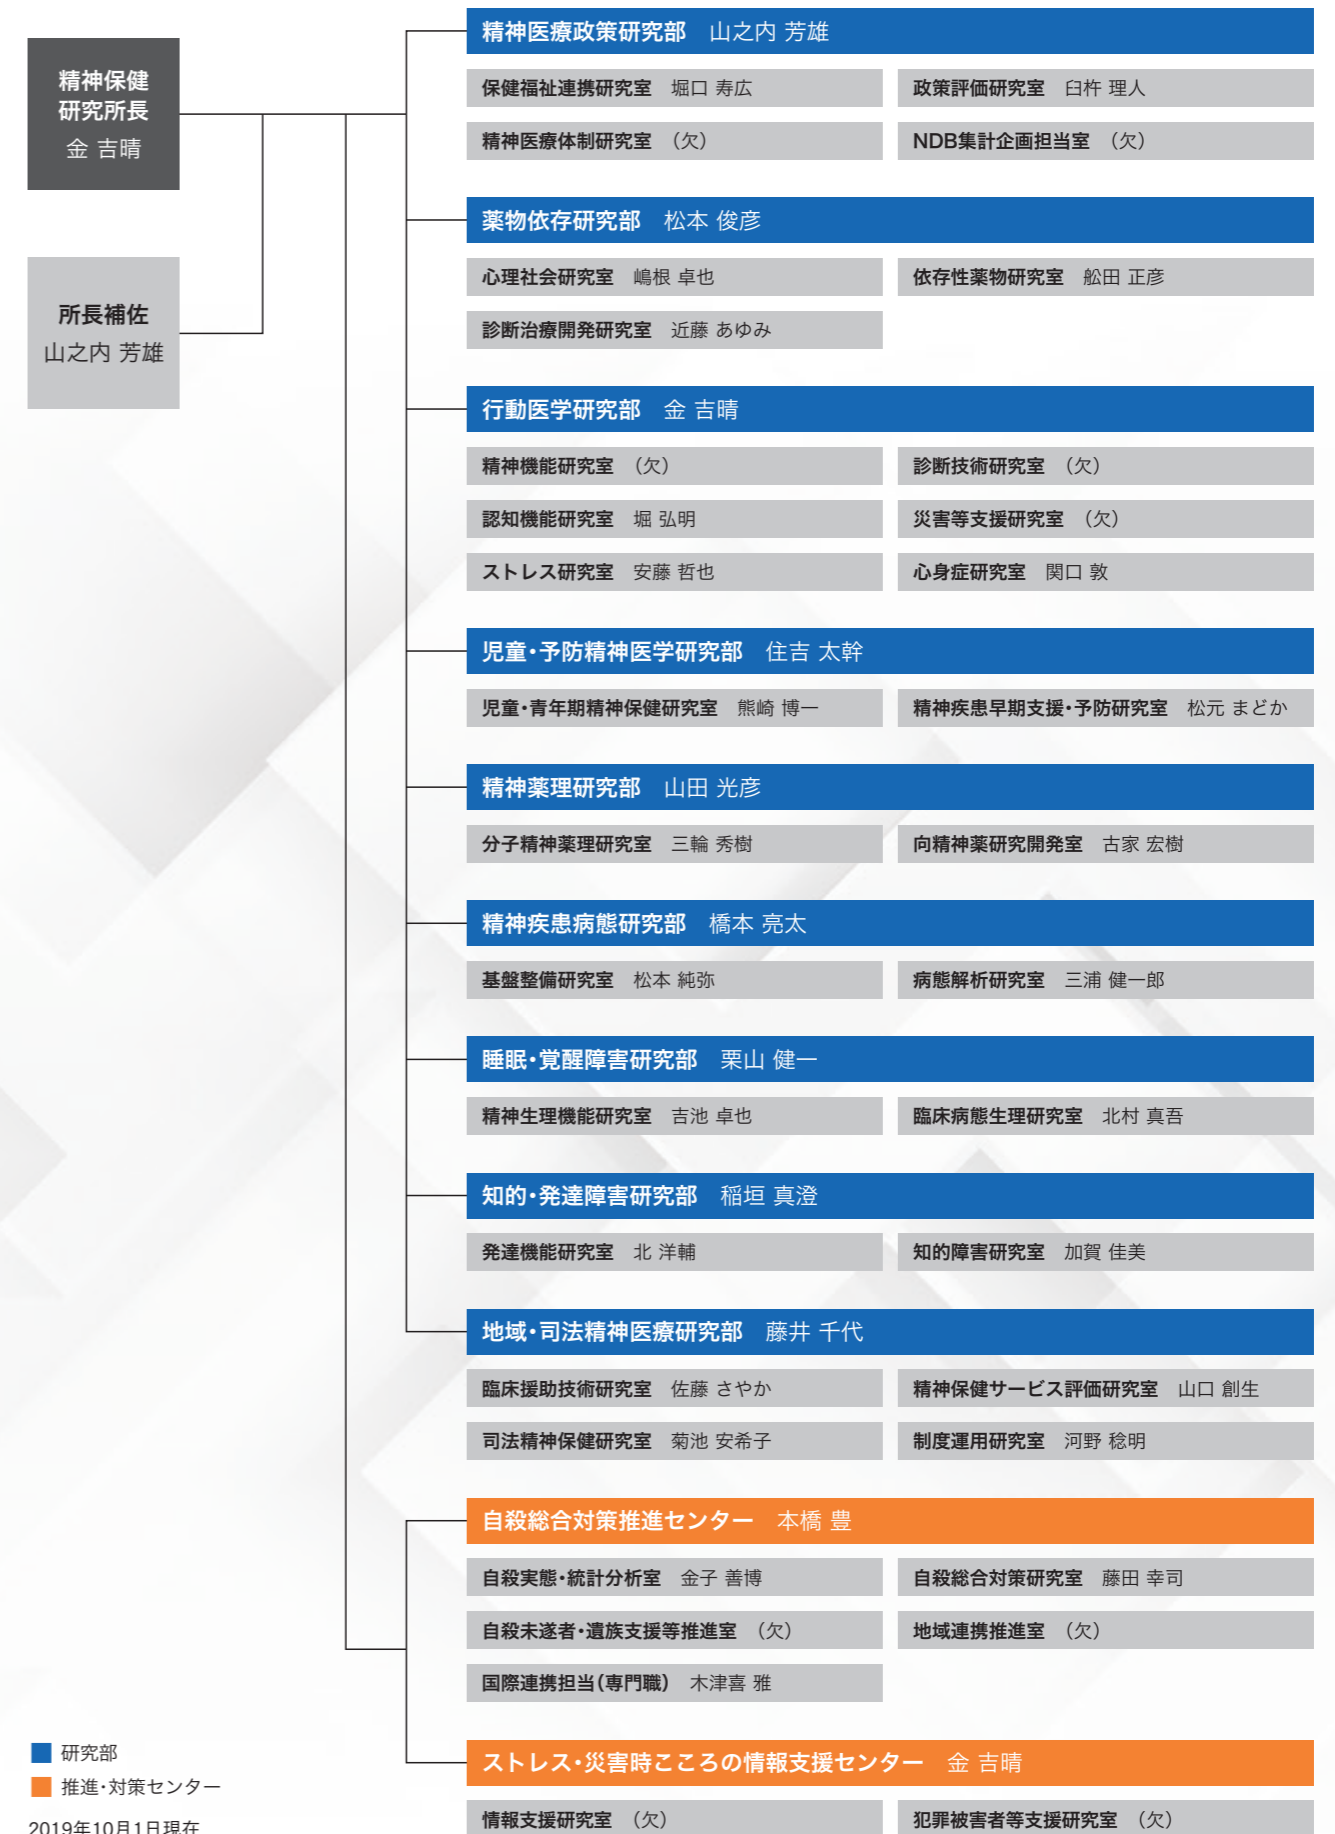 精神保健
研究所長
金 吉晴
所長補佐
山之内 芳雄
精神医療政策研究部 山之内 芳雄
保健福祉連携研究室 堀口 寿広
政策評価研究室 臼杵 理人
精神医療体制研究室 （欠）
NDB集計企画担当室 （欠）
薬物依存研究部 松本 俊彦
心理社会研究室 嶋根 卓也
依存性薬物研究室 舩田 正彦
診断治療開発研究室 近藤 あゆみ
行動医学研究部 金 吉晴
精神機能研究室 （欠）
診断技術研究室 （欠）
認知機能研究室 堀 弘明
災害等支援研究室 （欠）
ストレス研究室 安藤 哲也
心身症研究室 関口 敦
児童・予防精神医学研究部 住吉 太幹
児童・青年期精神保健研究室 熊崎 博一
精神疾患早期支援・予防研究室 松元 まどか
精神薬理研究部 山田 光彦
分子精神薬理研究室 三輪 秀樹
向精神薬研究開発室 古家 宏樹
精神疾患病態研究部 橋本 亮太
基盤整備研究室 松本 純弥
病態解析研究室 三浦 健一郎
睡眠・覚醒障害研究部 栗山 健一
精神生理機能研究室 吉池 卓也
臨床病態生理研究室 北村 真吾
知的・発達障害研究部 稲垣 真澄
発達機能研究室 北 洋輔
知的障害研究室 加賀 佳美
地域・司法精神医療研究部 藤井 千代
臨床援助技術研究室 佐藤 さやか
精神保健サービス評価研究室 山口 創生
司法精神保健研究室 菊池 安希子
制度運用研究室 河野 稔明
自殺総合対策推進センター 本橋 豊
自殺実態・統計分析室 金子 善博
自殺総合対策研究室 藤田 幸司
自殺未遂者・遺族支援等推進室 （欠）
地域連携推進室 （欠）
国際連携担当（専門職） 木津喜 雅
ストレス・災害時こころの情報支援センター 金 吉晴
情報支援研究室 （欠）
犯罪被害者等支援研究室 （欠）
研究部
推進・対策センター
2019年10月1日現在